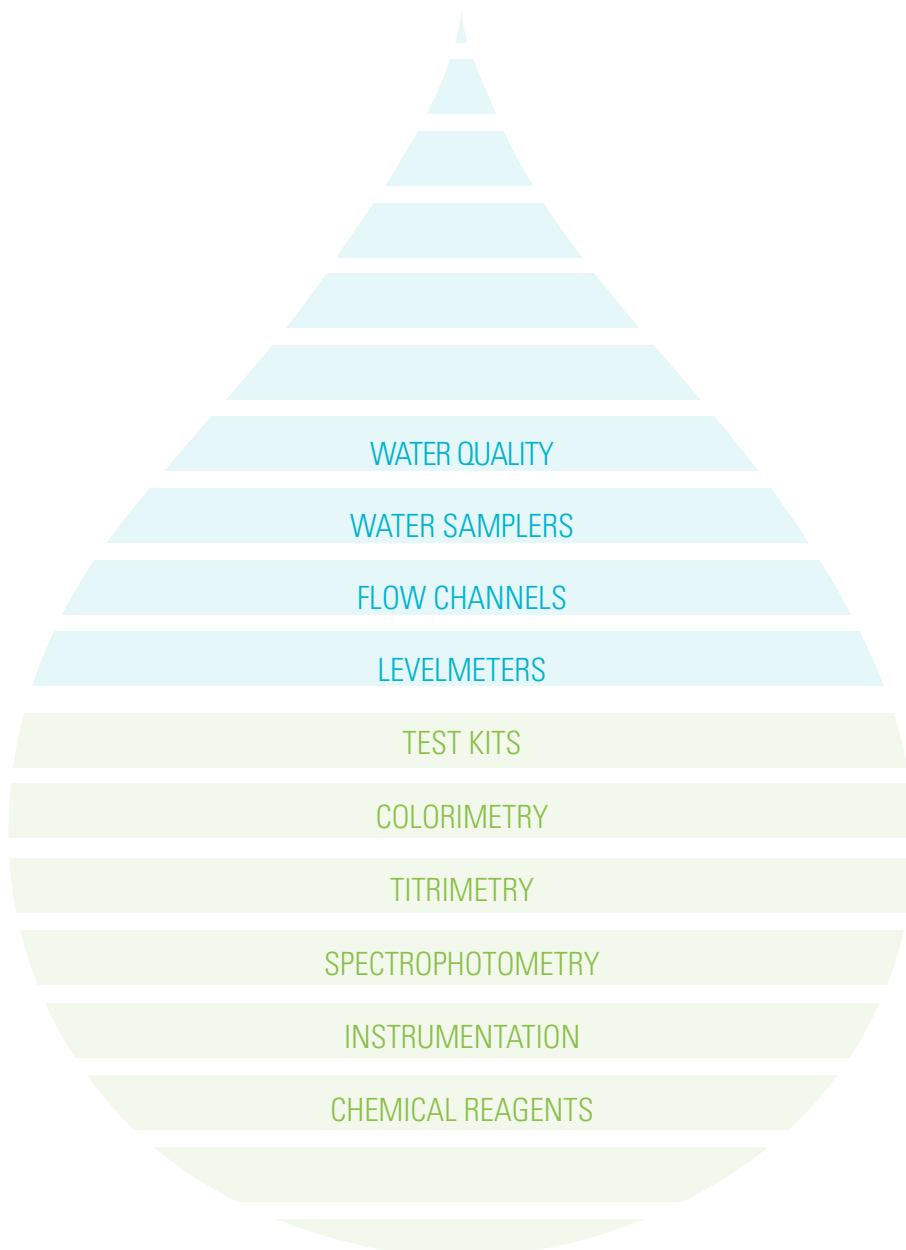 WATER QUALITY
WATER SAMPLERS
FLOW CHANNELS
LEVELMETERS
TEST KITS
COLORIMETRY
TITRIMETRY
SPECTROPHOTOMETRY
INSTRUMENTATION
CHEMICAL REAGENTS